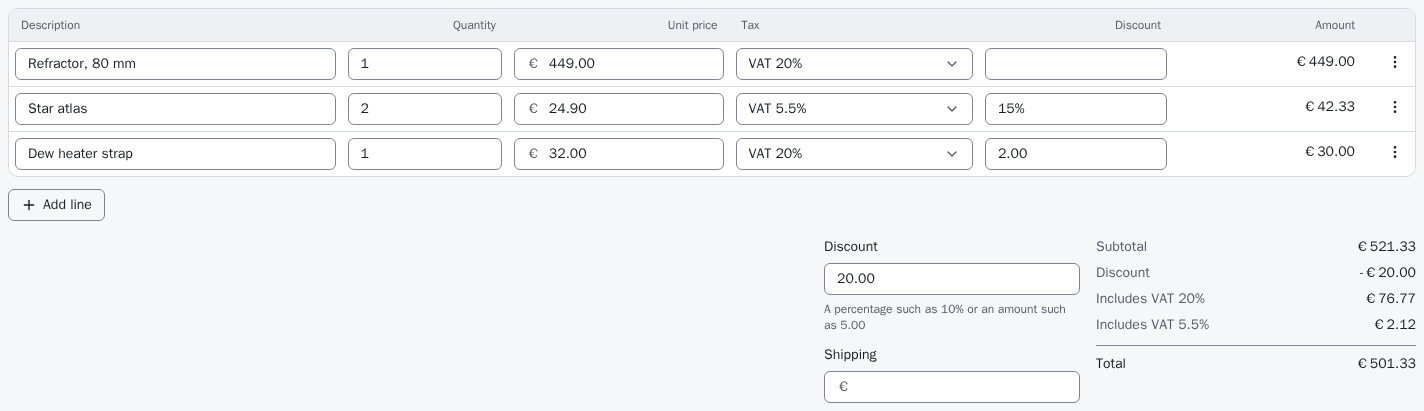 Description Quantity Unit price Tax Discount Amount
Refractor, 80 mm 1 € 449.00 VAT 20% € 449.00
Star atlas 2 € 24.90 VAT 5.5% 15% € 42.33
Dew heater strap 1 € 32.00 VAT 20% 2.00 € 30.00
Add line
Discount
20.00
A percentage such as 10% or an amount such
as 5.00
Shipping
€
Subtotal € 521.33
Discount - € 20.00
Includes VAT 20% € 76.77
Includes VAT 5.5% € 2.12
Total € 501.33